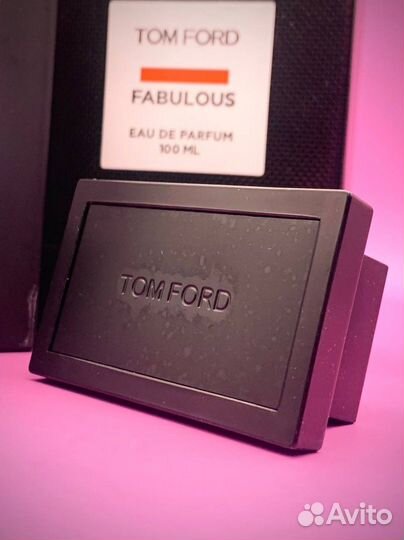 TOM FORD
FABULOUS
EAU DE PARFUM
100 ML
TOM FORD
Avito